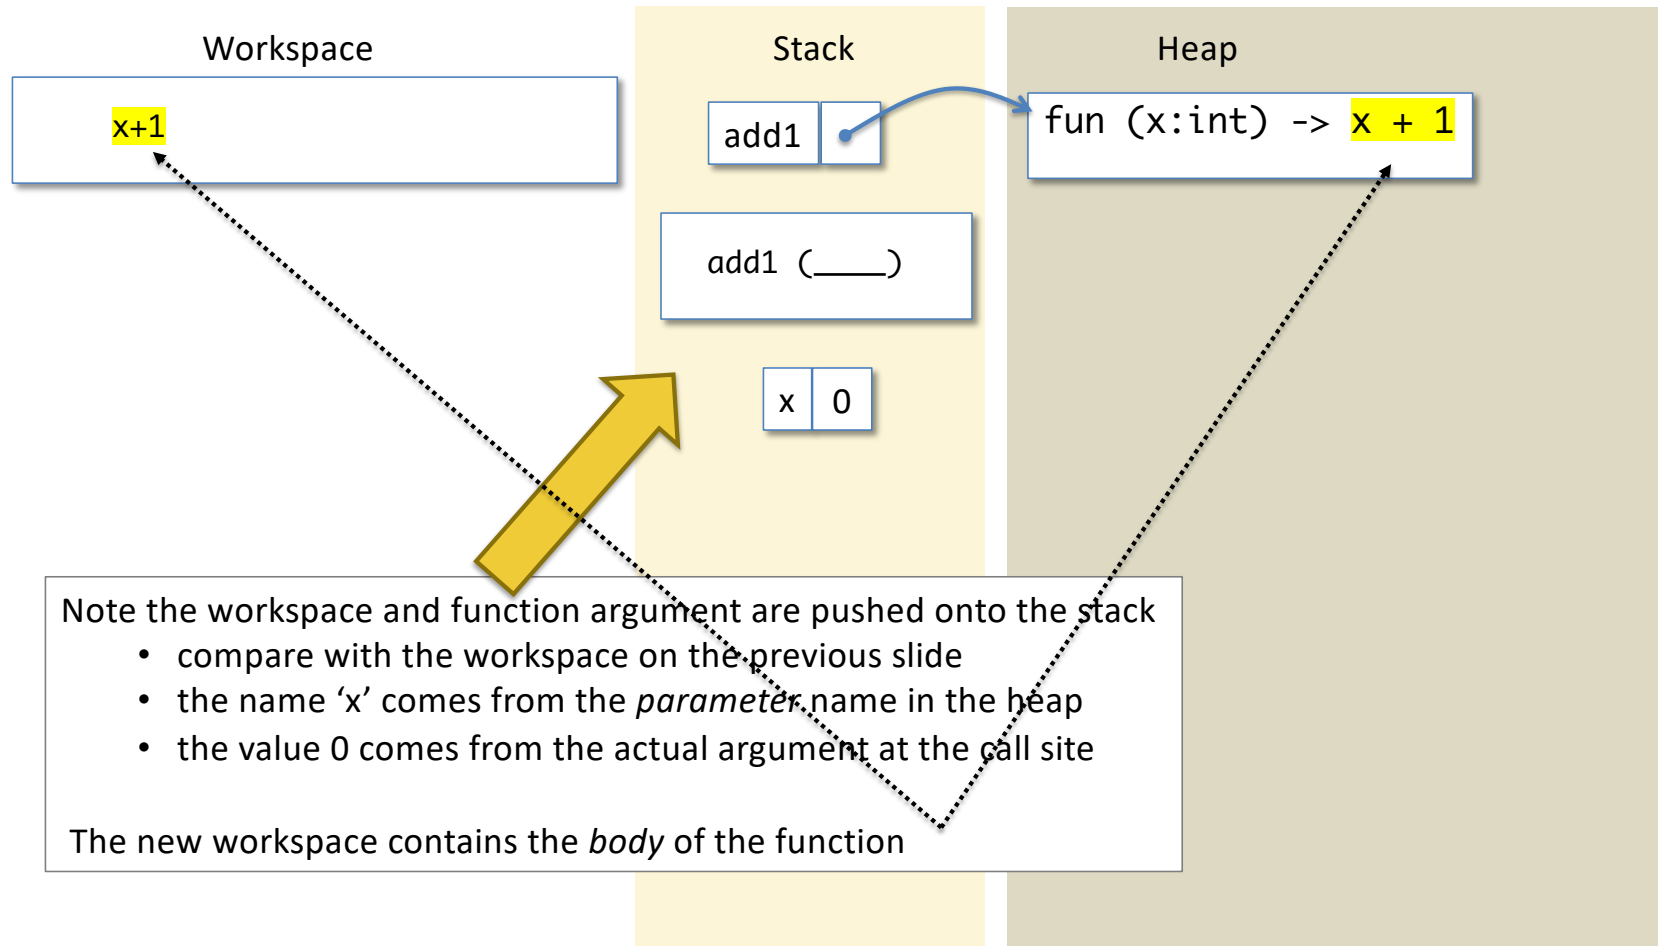 Workspace
Stack
Heap
x+1
add1
fun (x:int) -> x + 1
add1 (____)
x 0
Note the workspace and function argument are pushed onto the stack
• compare with the workspace on the previous slide
• the name ‘x’ comes from the parameter name in the heap
• the value 0 comes from the actual argument at the call site
The new workspace contains the body of the function